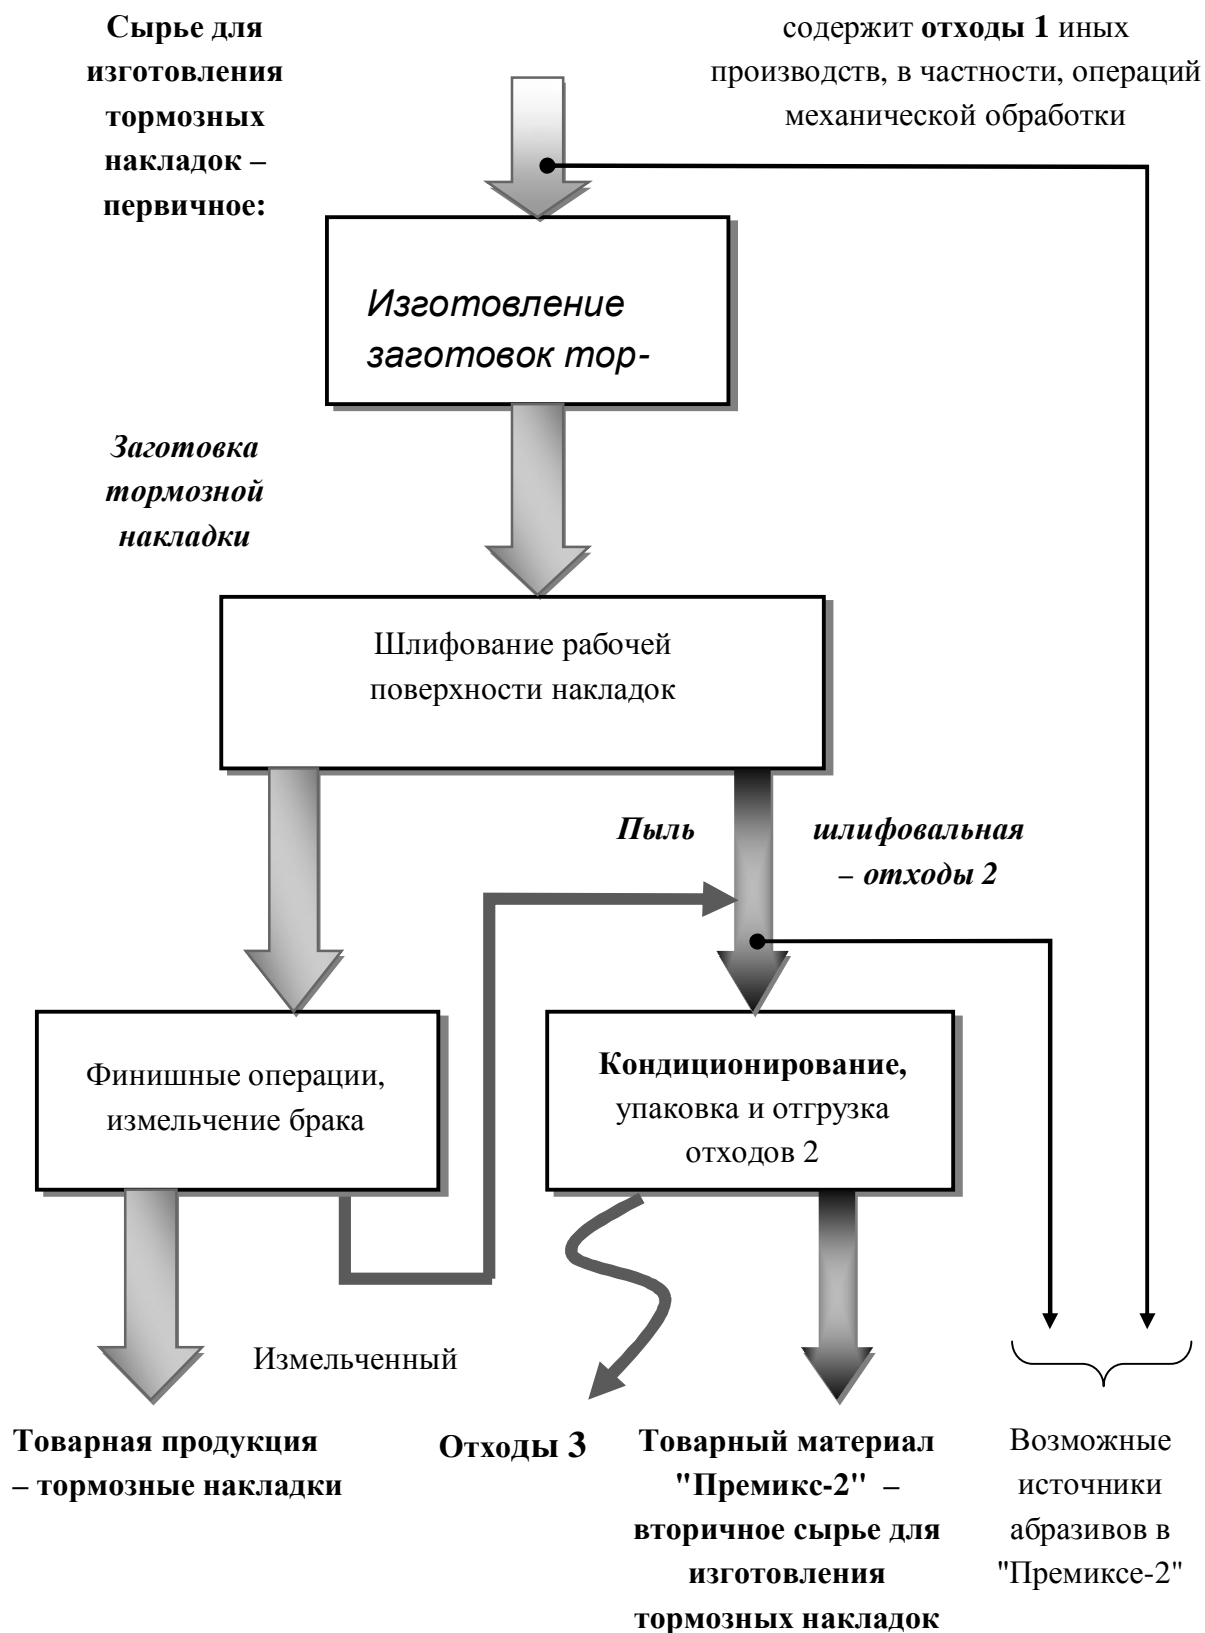 Сырье для
изготовления
тормозных
накладок –
первичное:
содержит отходы 1 иных
производств, в частности, операций
механической обработки
Изготовление
заготовок тор-
Заготовка
тормозной
накладки
Шлифование рабочей
поверхности накладок
Пыль шлифовальная
– отходы 2
Финишные операции,
измельчение брака
Кондиционирование,
упаковка и отгрузка
отходов 2
Измельченный
Товарная продукция
– тормозные накладки
Отходы 3
Товарный материал
"Премикс-2" –
вторичное сырье для
изготовления
тормозных накладок
Возможные
источники
абразивов в
"Премиксе-2"